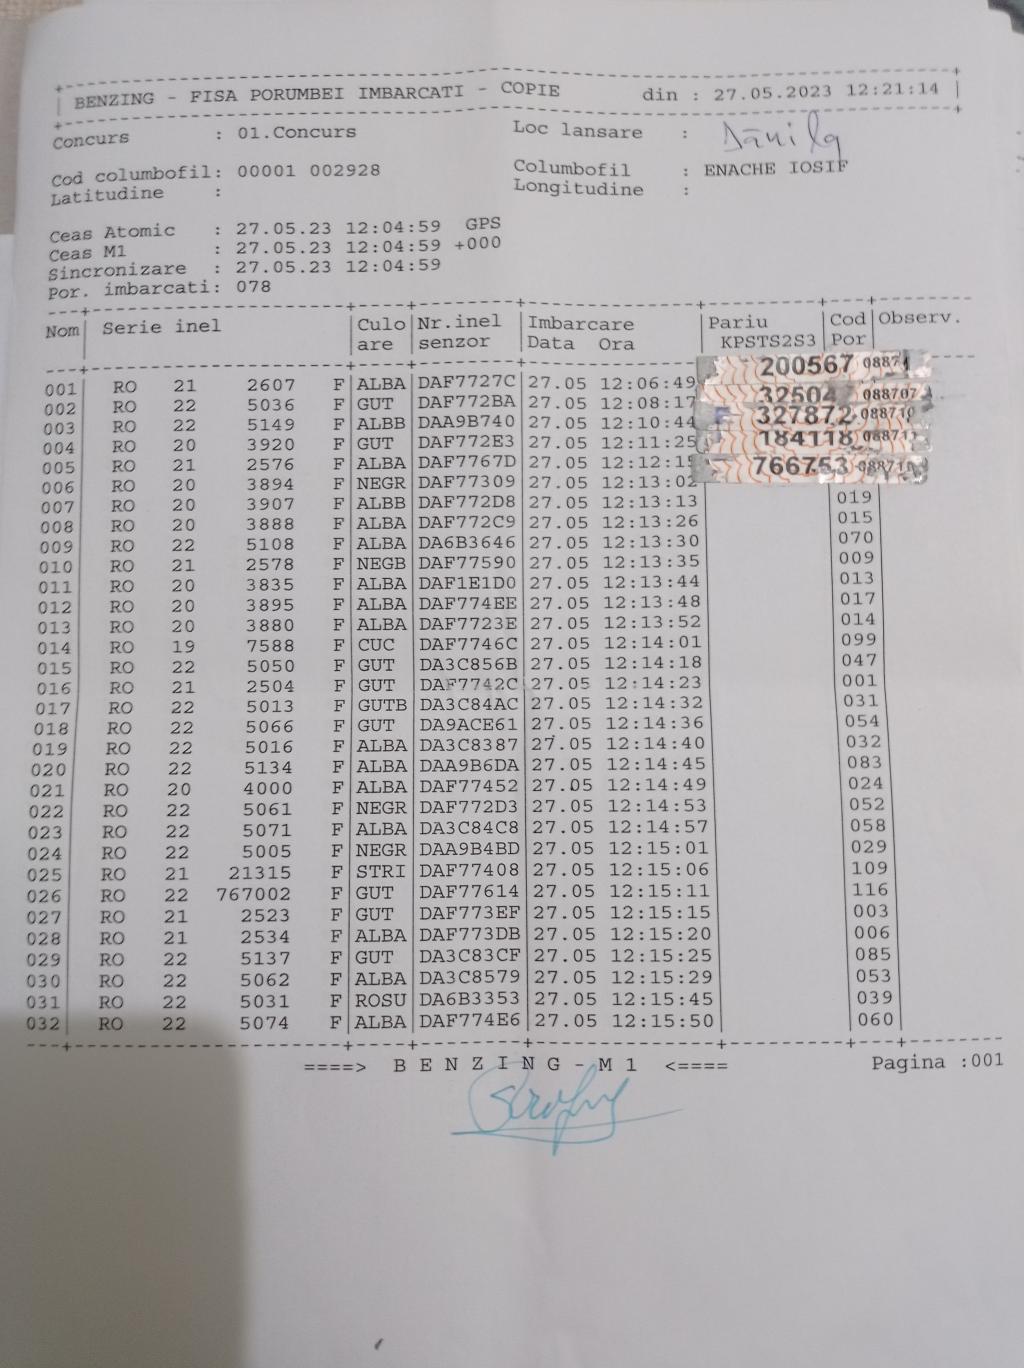 BENZING - FISA PORUMBEI IMBARCATI - COPIE din : 27.05.2023 12:21:14
Concurs : 01.Concurs Loc lansare :
Cod columbofil: 00001 002928 Columbofil : ENACHE IOSIF
Latitudine : Longitudine :
Ceas Atomic : 27.05.23 12:04:59 GPS
Ceas M1 : 27.05.23 12:04:59 +000
Sincronizare : 27.05.23 12:04:59
Por. imbarcati: 078
Nom Serie inel Culo Nr.inel Imbarcare Pariu Cod Observ.
are senzor Data Ora KPSTS2S3 Por
001 RO 21 2607 F ALBA DAF7727C 27.05 12:06:49 200567
002 RO 22 5036 F GUT DAF772BA 27.05 12:08:17 32504 088707
003 RO 22 5149 F ALBB DAA9B740 27.05 12:10:44 327872 088710
004 RO 20 3920 F GUT DAF772E3 27.05 12:11:25 184118
005 RO 21 2576 F ALBA DAF7767D 27.05 12:12:15 766753
006 RO 20 3894 F NEGR DAF77309 27.05 12:13:02
007 RO 20 3907 F ALBB DAF772D8 27.05 12:13:13 019
008 RO 20 3888 F ALBA DAF772C9 27.05 12:13:26 015
009 RO 22 5108 F ALBA DA6B3646 27.05 12:13:30 070
010 RO 21 2578 F NEGB DAF77590 27.05 12:13:35 009
011 RO 20 3835 F ALBA DAF1E1D0 27.05 12:13:44 013
012 RO 20 3895 F ALBA DAF774EE 27.05 12:13:48 017
013 RO 20 3880 F ALBA DAF7723E 27.05 12:13:52 014
014 RO 19 7588 F CUC DAF7746C 27.05 12:14:01 099
015 RO 22 5050 F GUT DA3C856B 27.05 12:14:18 047
016 RO 21 2504 F GUT DAF7742C 27.05 12:14:23 001
017 RO 22 5013 F GUTB DA3C84AC 27.05 12:14:32 031
018 RO 22 5066 F GUT DA9ACE61 27.05 12:14:36 054
019 RO 22 5016 F ALBA DA3C8387 27.05 12:14:40 032
020 RO 22 5134 F ALBA DAA9B6DA 27.05 12:14:45 083
021 RO 20 4000 F ALBA DAF77452 27.05 12:14:49 024
022 RO 22 5061 F NEGR DAF772D3 27.05 12:14:53 052
023 RO 22 5071 F ALBA DA3C84C8 27.05 12:14:57 058
024 RO 22 5005 F NEGR DAA9B4BD 27.05 12:15:01 029
025 RO 21 21315 F STRI DAF77408 27.05 12:15:06 109
026 RO 22 767002 F GUT DAF77614 27.05 12:15:11 116
027 RO 21 2523 F GUT DAF773EF 27.05 12:15:15 003
028 RO 21 2534 F ALBA DAF773DB 27.05 12:15:20 006
029 RO 22 5137 F GUT DA3C83CF 27.05 12:15:25 085
030 RO 22 5062 F ALBA DA3C8579 27.05 12:15:29 053
031 RO 22 5031 F ROSU DA6B3353 27.05 12:15:45 039
032 RO 22 5074 F ALBA DAF774E6 27.05 12:15:50 060
====> B E N Z I N G - M 1 <==== Pagina :001